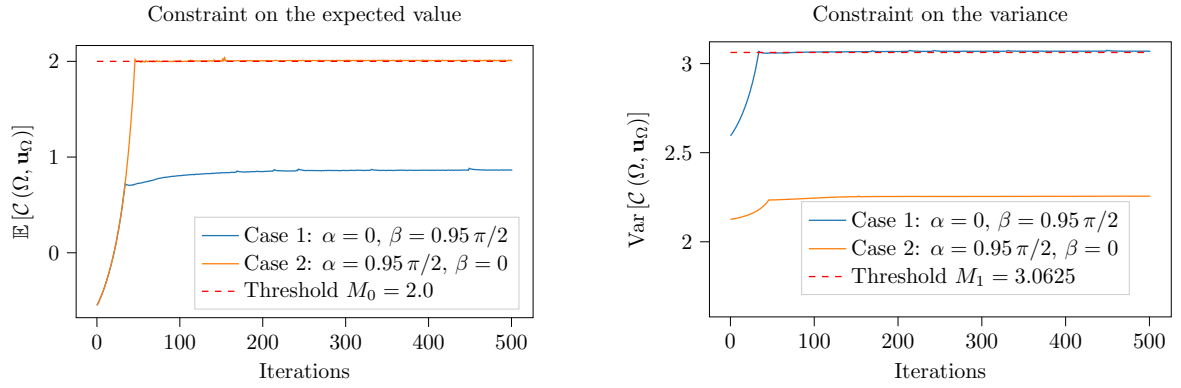 Constraint on the expected value
𝔼 [𝒞 (Ω, 𝐮_Ω)]
2
1
0
Case 1: α = 0, β = 0.95 π/2
Case 2: α = 0.95 π/2, β = 0
Threshold M₀ = 2.0
0 100 200 300 400 500
Iterations
Constraint on the variance
Var [𝒞 (Ω, 𝐮_Ω)]
3
2.5
2
Case 1: α = 0, β = 0.95 π/2
Case 2: α = 0.95 π/2, β = 0
Threshold M₁ = 3.0625
0 100 200 300 400 500
Iterations